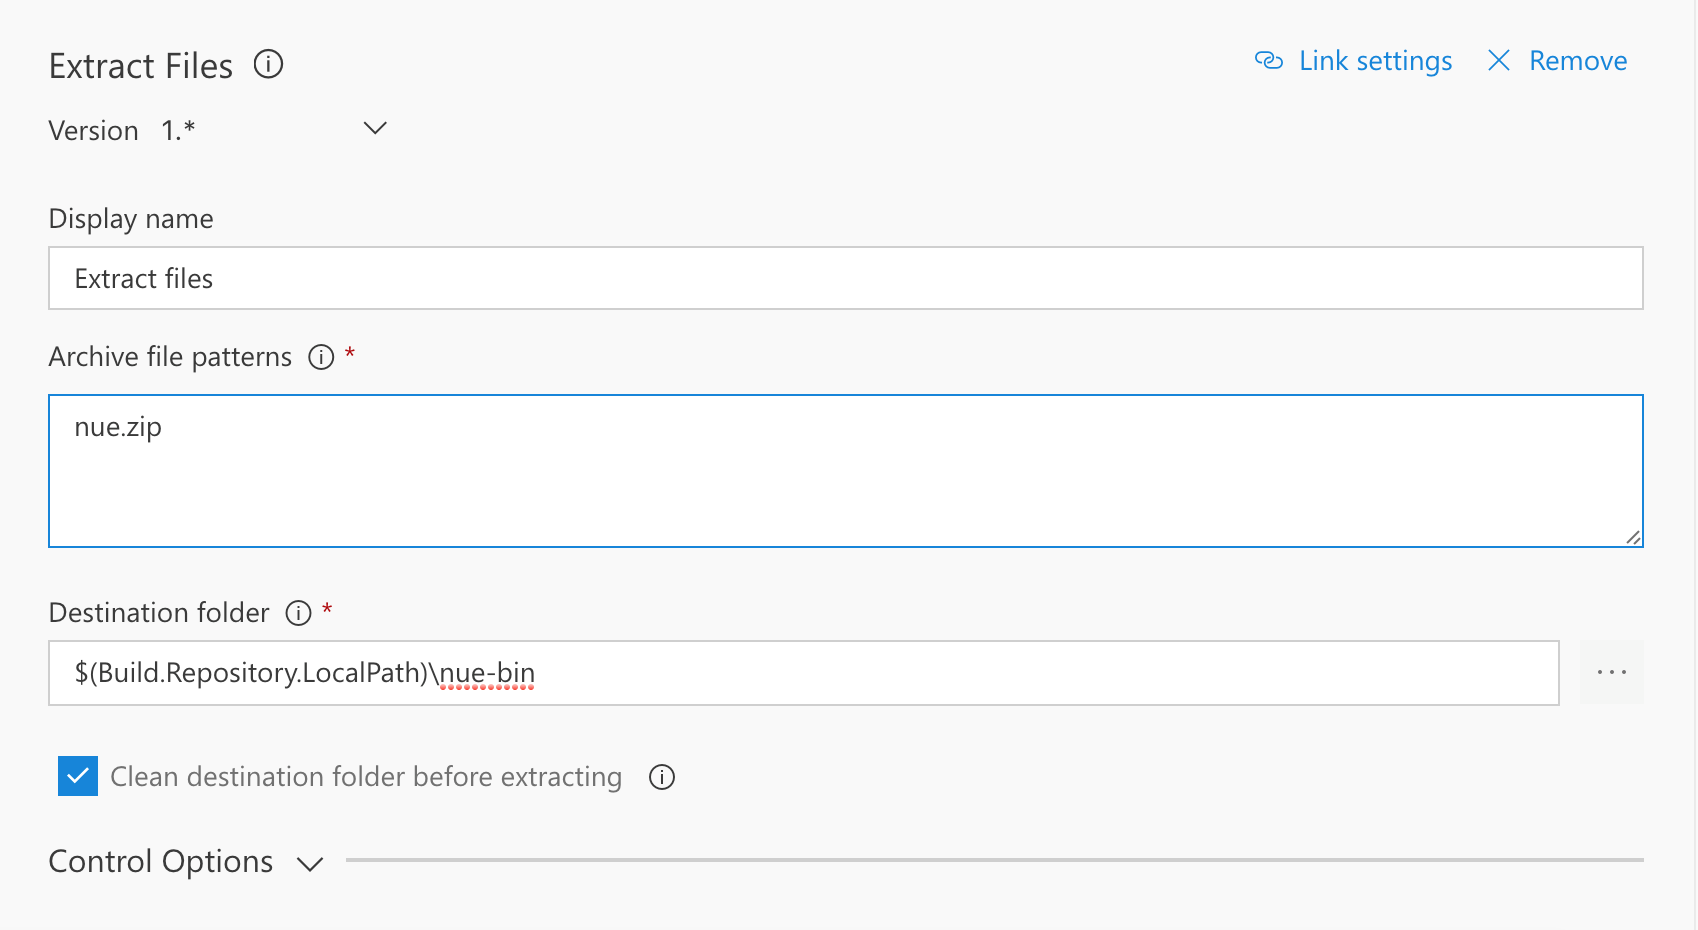 Extract Files
Link settings
Remove
Version 1.*
Display name
Extract files
Archive file patterns *
nue.zip
Destination folder *
$(Build.Repository.LocalPath)\nue-bin
...
Clean destination folder before extracting
Control Options